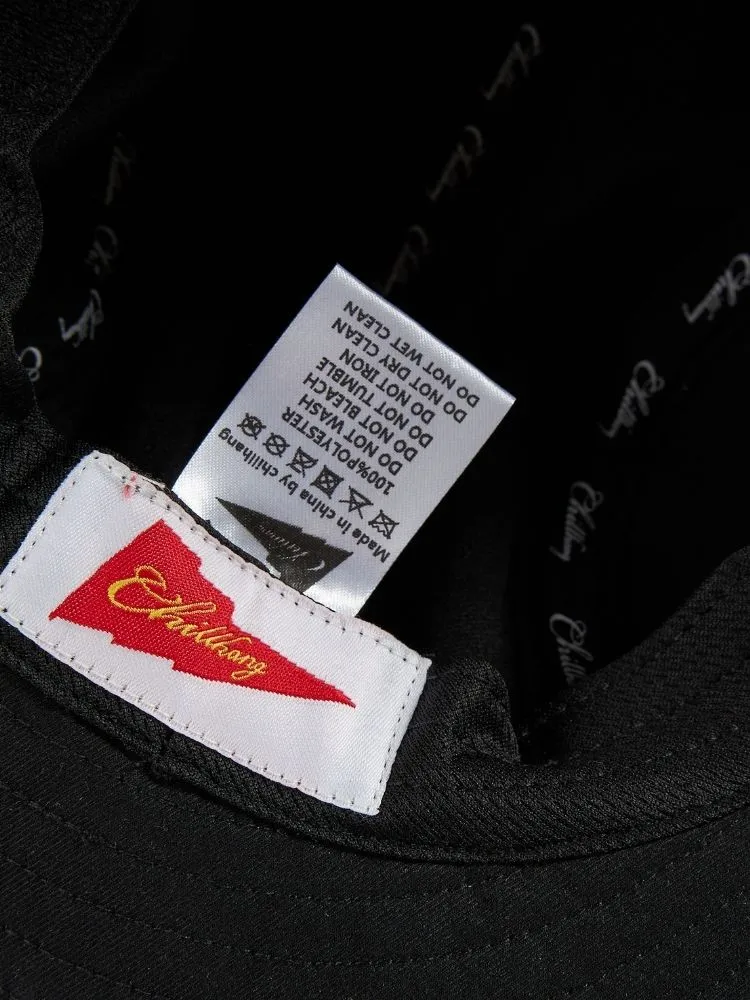 Chillhang
Chillhang
Made in china by chillhang
100%POLYESTER
DO NOT WASH
DO NOT BLEACH
DO NOT TUMBLE
DO NOT IRON
DO NOT DRY CLEAN
DO NOT WET CLEAN